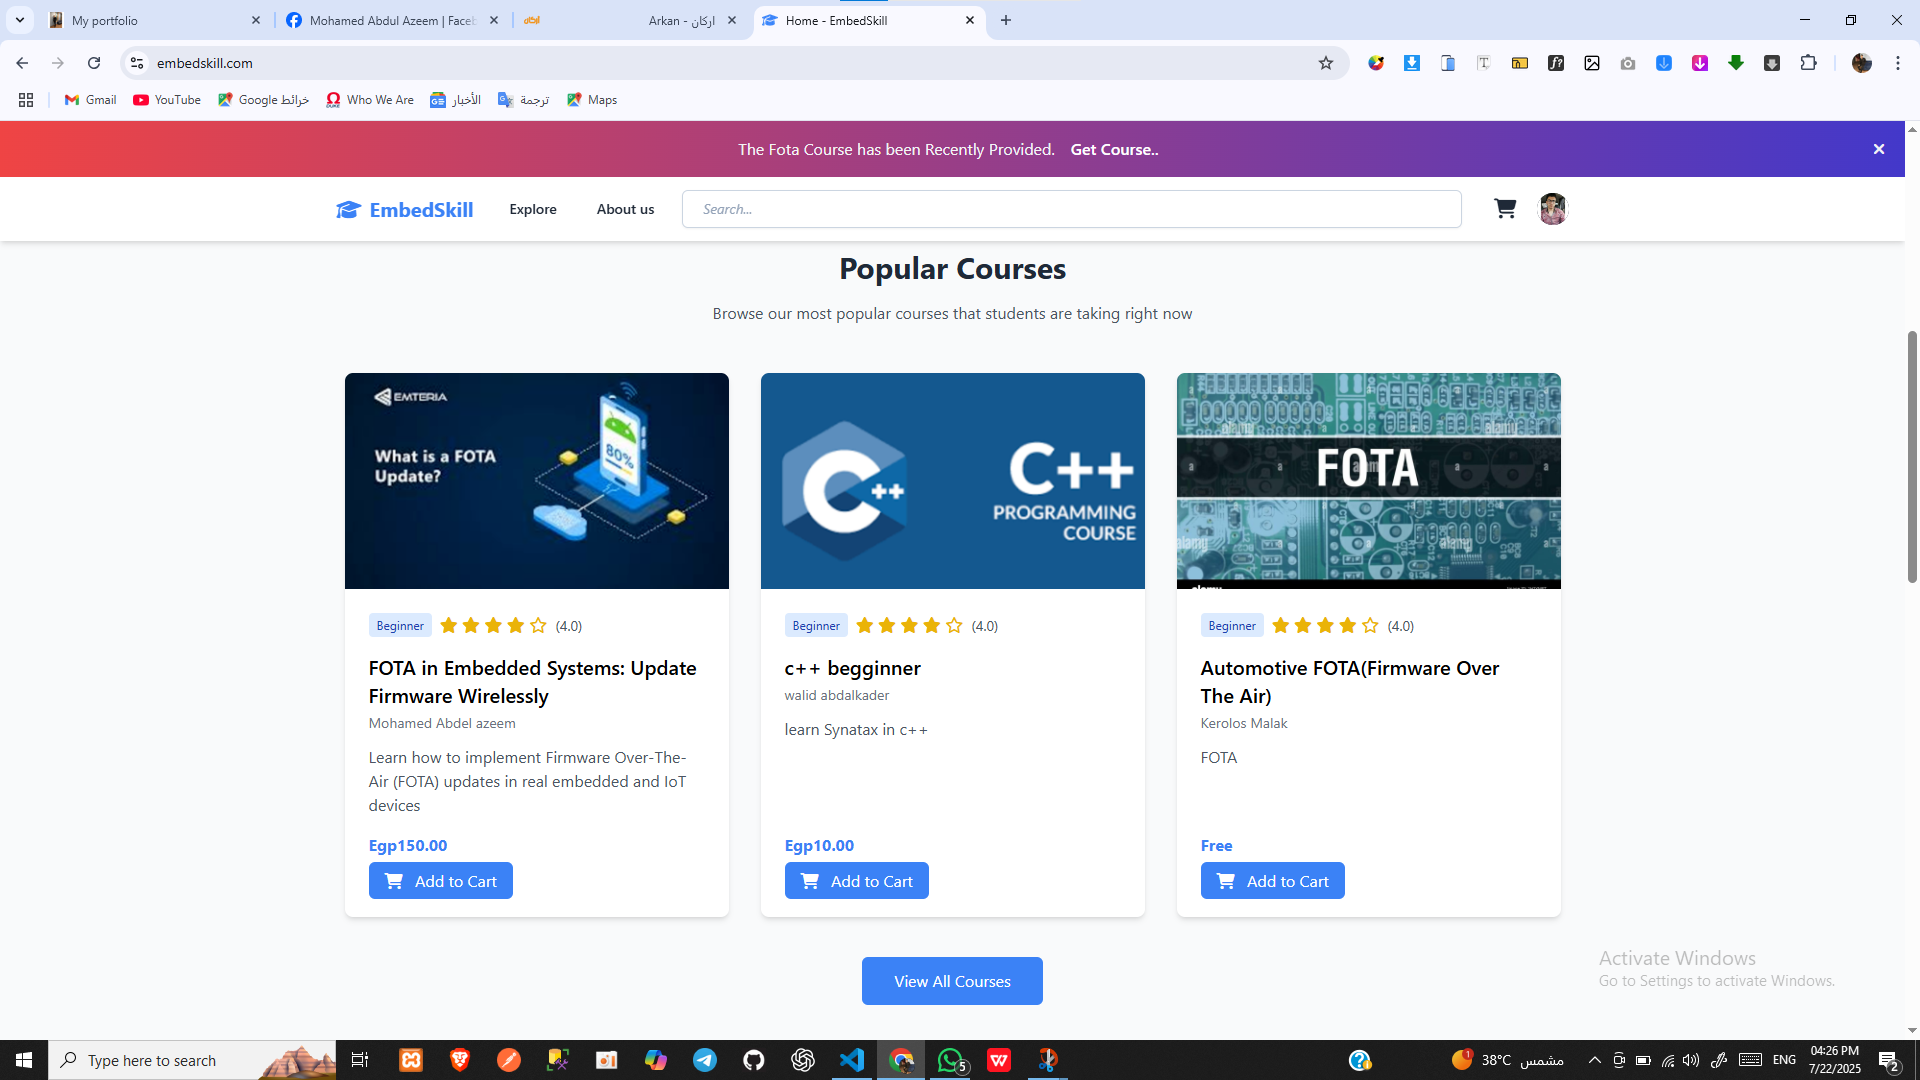 My portfolio
Mohamed Abdul Azeem | Faceb
Arkan - اركان
Home - EmbedSkill
embedskill.com
Gmail
YouTube
خرائط Google
Who We Are
الأخبار
ترجمة
Maps
The Fota Course has been Recently Provided. Get Course..
EmbedSkill
Explore
About us
Search...
Popular Courses
Browse our most popular courses that students are taking right now
EMTERIA
What is a FOTA
Update?
80%
C++
C++
PROGRAMMING
COURSE
FOTA
alamy
Beginner (4.0)
FOTA in Embedded Systems: Update
Firmware Wirelessly
Mohamed Abdel azeem
Learn how to implement Firmware Over-The-
Air (FOTA) updates in real embedded and IoT
devices
Egp150.00
Add to Cart
Beginner (4.0)
c++ begginner
walid abdalkader
learn Synatax in c++
Egp10.00
Add to Cart
Beginner (4.0)
Automotive FOTA(Firmware Over
The Air)
Kerolos Malak
FOTA
Free
Add to Cart
View All Courses
Activate Windows
Go to Settings to activate Windows.
Type here to search
5
1
38°C مشمس
ENG
04:26 PM
7/22/2025
2